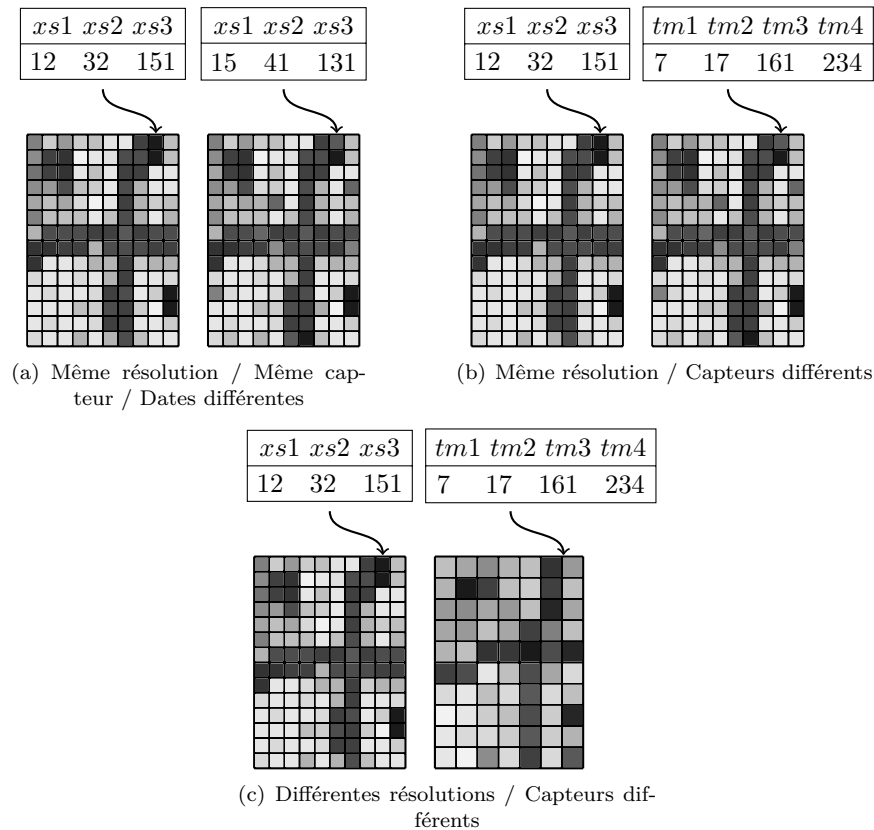 xs1 xs2 xs3
12 32 151
xs1 xs2 xs3
15 41 131
(a) Même résolution / Même cap-
teur / Dates différentes
xs1 xs2 xs3
12 32 151
tm1 tm2 tm3 tm4
7 17 161 234
(b) Même résolution / Capteurs différents
xs1 xs2 xs3
12 32 151
tm1 tm2 tm3 tm4
7 17 161 234
(c) Différentes résolutions / Capteurs dif-
férents